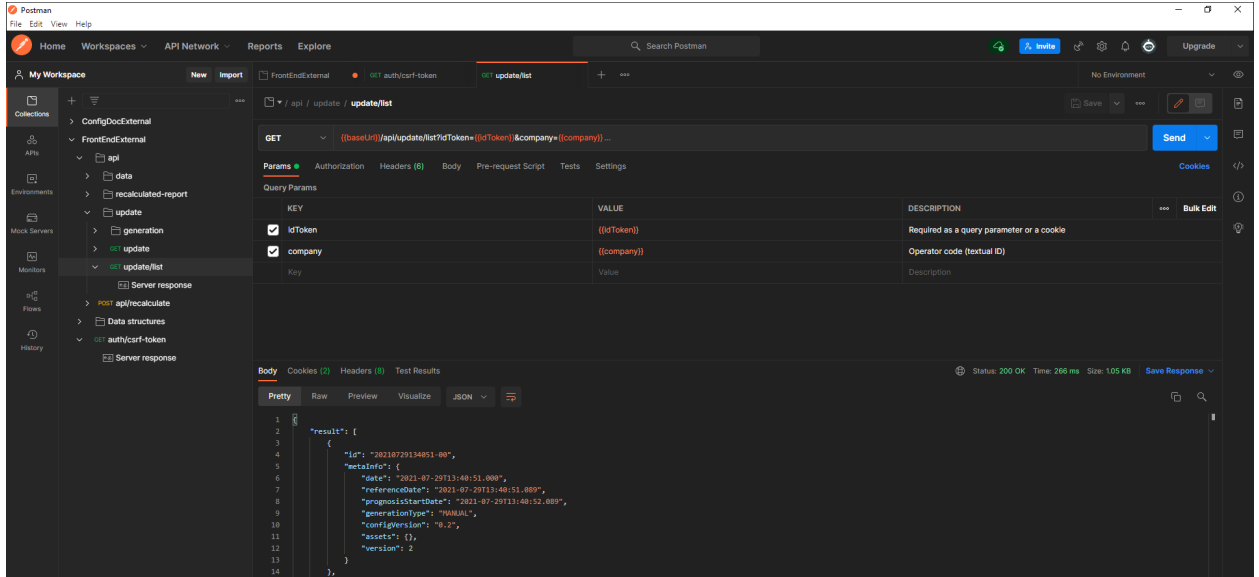 Postman
File Edit View Help
Home Workspaces API Network Reports Explore
Search Postman
Invite
Upgrade
My Workspace
New Import
FrontEndExternal
GET auth/csrf-token
GET update/list
No Environment
Collections
APIs
Environments
Mock Servers
Monitors
Flows
History
ConfigDocExternal
FrontEndExternal
api
data
recalculated-report
update
generation
GET update
GET update/list
e.g. Server response
POST api/recalculate
Data structures
GET auth/csrf-token
e.g. Server response
/ api / update / update/list
Save
GET {{baseUrl}}/api/update/list?idToken={{idToken}}&company={{company}} ...
Send
Params Authorization Headers (6) Body Pre-request Script Tests Settings
Cookies
Query Params
KEY VALUE DESCRIPTION
Bulk Edit
idToken {{idToken}} Required as a query parameter or a cookie
company {{company}} Operator code (textual ID)
Key Value Description
Body Cookies (2) Headers (8) Test Results
Status: 200 OK Time: 266 ms Size: 1.05 KB Save Response
Pretty Raw Preview Visualize JSON
1 {
2 "result": [
3 {
4 "id": "20210729134051-00",
5 "metaInfo": {
6 "date": "2021-07-29T13:40:51.000",
7 "referenceDate": "2021-07-29T13:40:51.089",
8 "prognosisStartDate": "2021-07-29T13:40:52.089",
9 "generationType": "MANUAL",
10 "configVersion": "0.2",
11 "assets": {},
12 "version": 2
13 }
14 },